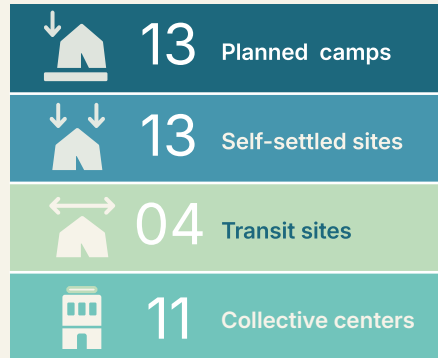 13 Planned camps
13 Self-settled sites
04 Transit sites
11 Collective centers